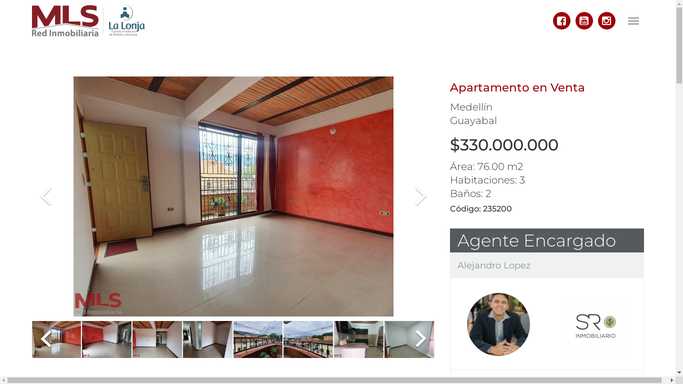 MLS
Red Inmobiliaria
La Lonja
Apartamento en Venta
Medellín
Guayabal
$330.000.000
Área: 76.00 m2
Habitaciones: 3
Baños: 2
Código: 235200
MLS
Agente Encargado
Alejandro Lopez
SR
INMOBILIARIO